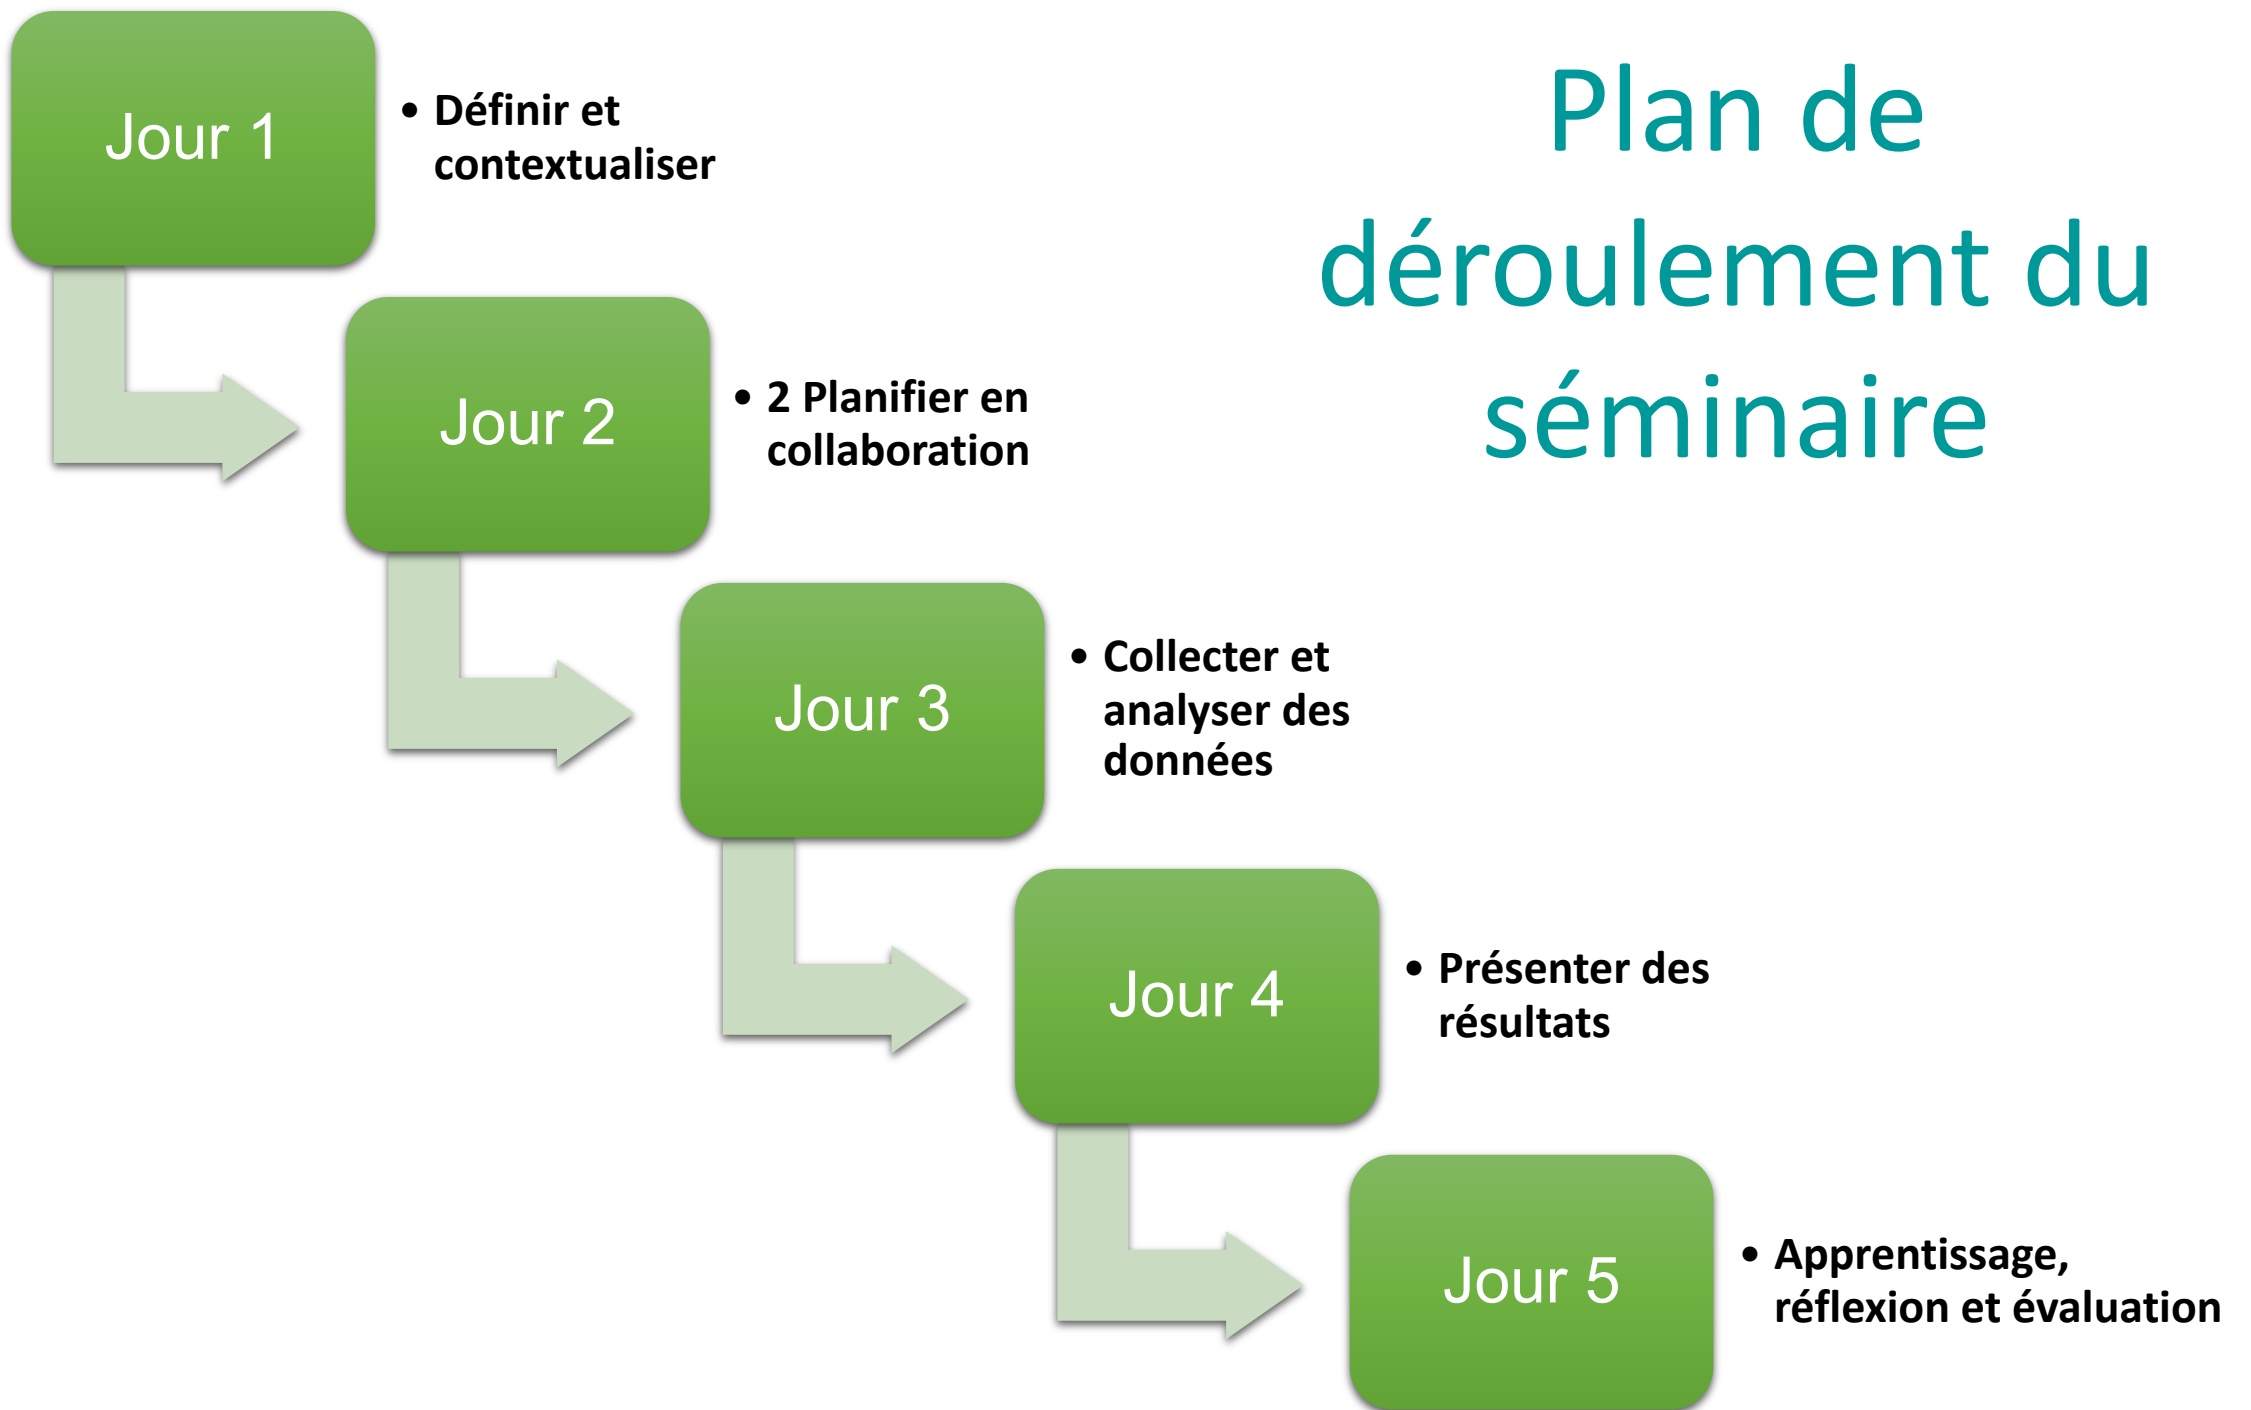 Plan de
déroulement du
séminaire
Jour 1
• Définir et
contextualiser
Jour 2
• 2 Planifier en
collaboration
Jour 3
• Collecter et
analyser des
données
Jour 4
• Présenter des
résultats
Jour 5
• Apprentissage,
réflexion et évaluation